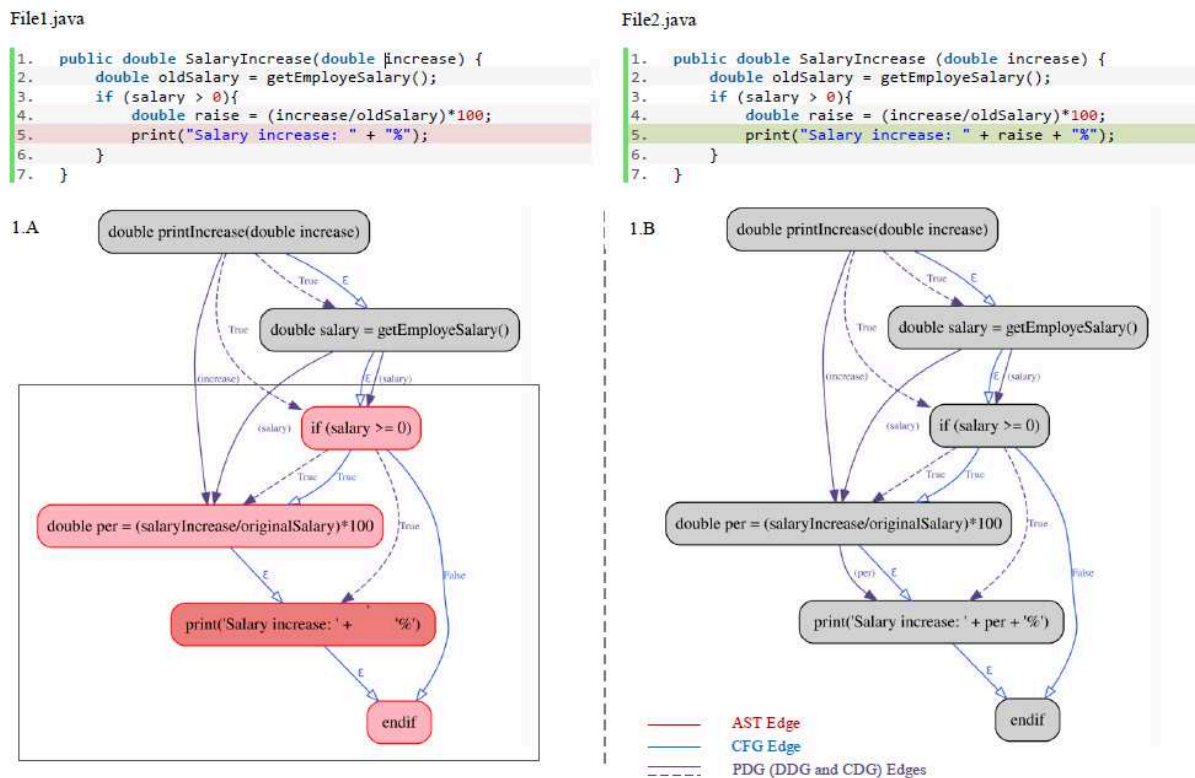 File1.java
1. public double SalaryIncrease(double increase) {
2. double oldSalary = getEmployeSalary();
3. if (salary > 0){
4. double raise = (increase/oldSalary)*100;
5. print("Salary increase: " + "%");
6. }
7. }
File2.java
1. public double SalaryIncrease (double increase) {
2. double oldSalary = getEmployeSalary();
3. if (salary > 0){
4. double raise = (increase/oldSalary)*100;
5. print("Salary increase: " + raise + "%");
6. }
7. }
1.A
double printIncrease(double increase)
True
ε
double salary = getEmployeSalary()
True
(increase)
ε
(salary)
if (salary >= 0)
(salary)
True
True
double per = (salaryIncrease/originalSalary)*100
True
ε
False
print('Salary increase: ' + ' '%')
ε
endif
1.B
double printIncrease(double increase)
True
ε
double salary = getEmployeSalary()
True
(increase)
ε
(salary)
if (salary >= 0)
(salary)
True
True
double per = (salaryIncrease/originalSalary)*100
True
(per)
ε
False
print('Salary increase: ' + per + '%')
ε
endif
AST Edge
CFG Edge
PDG (DDG and CDG) Edges